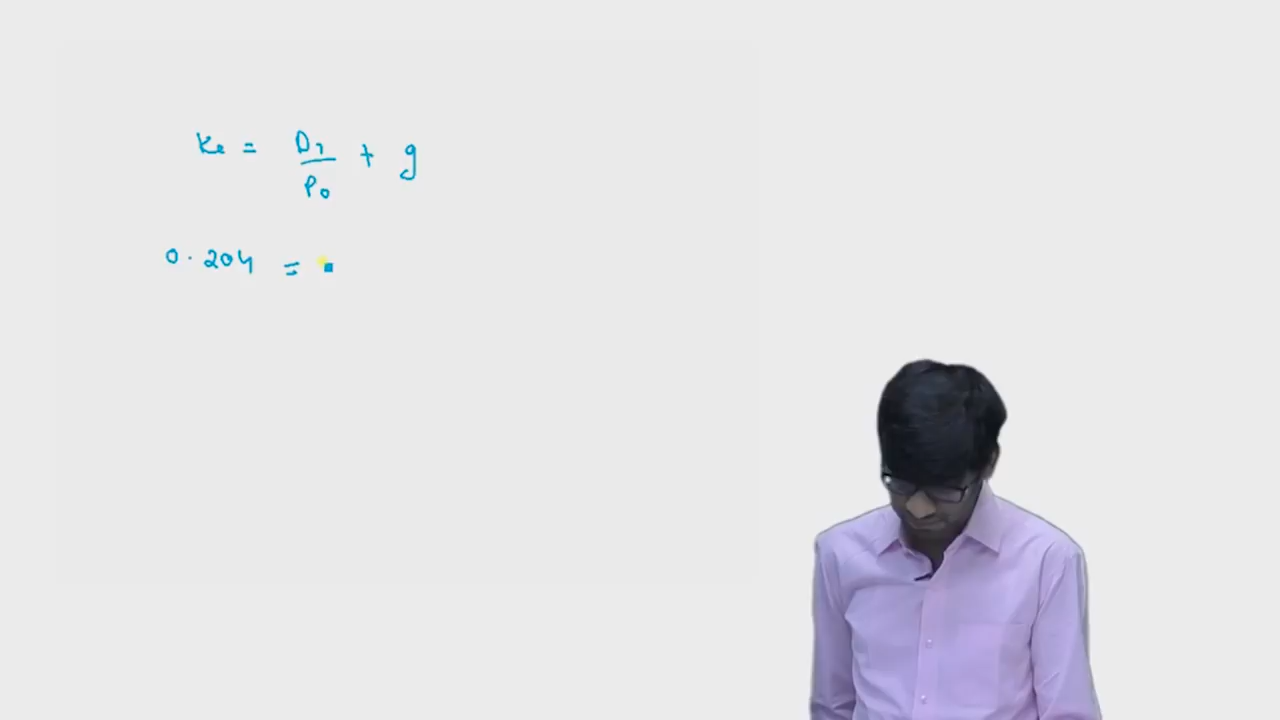 Ke = D1/P0 + g
0.204 =